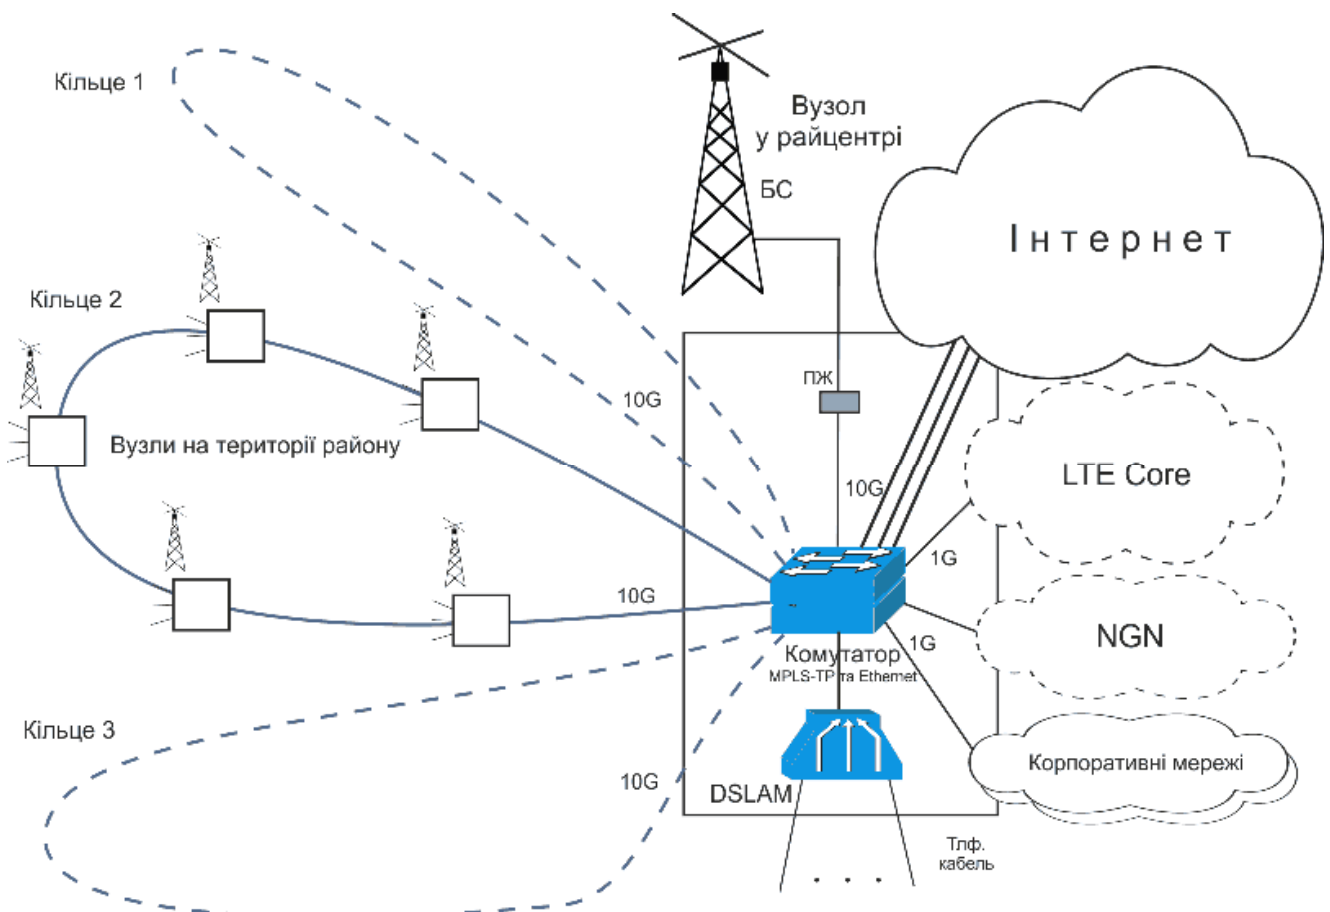 Кільце 1
Вузол
у райцентрі
БС
Інтернет
Кільце 2
ПЖ
10G
Вузли на території району
LTE Core
10G
1G
10G
NGN
1G
Комутатор
MPLS-TP та Ethernet
Кільце 3
Корпоративні мережі
10G
DSLAM
Тлф.
кабель
. . .